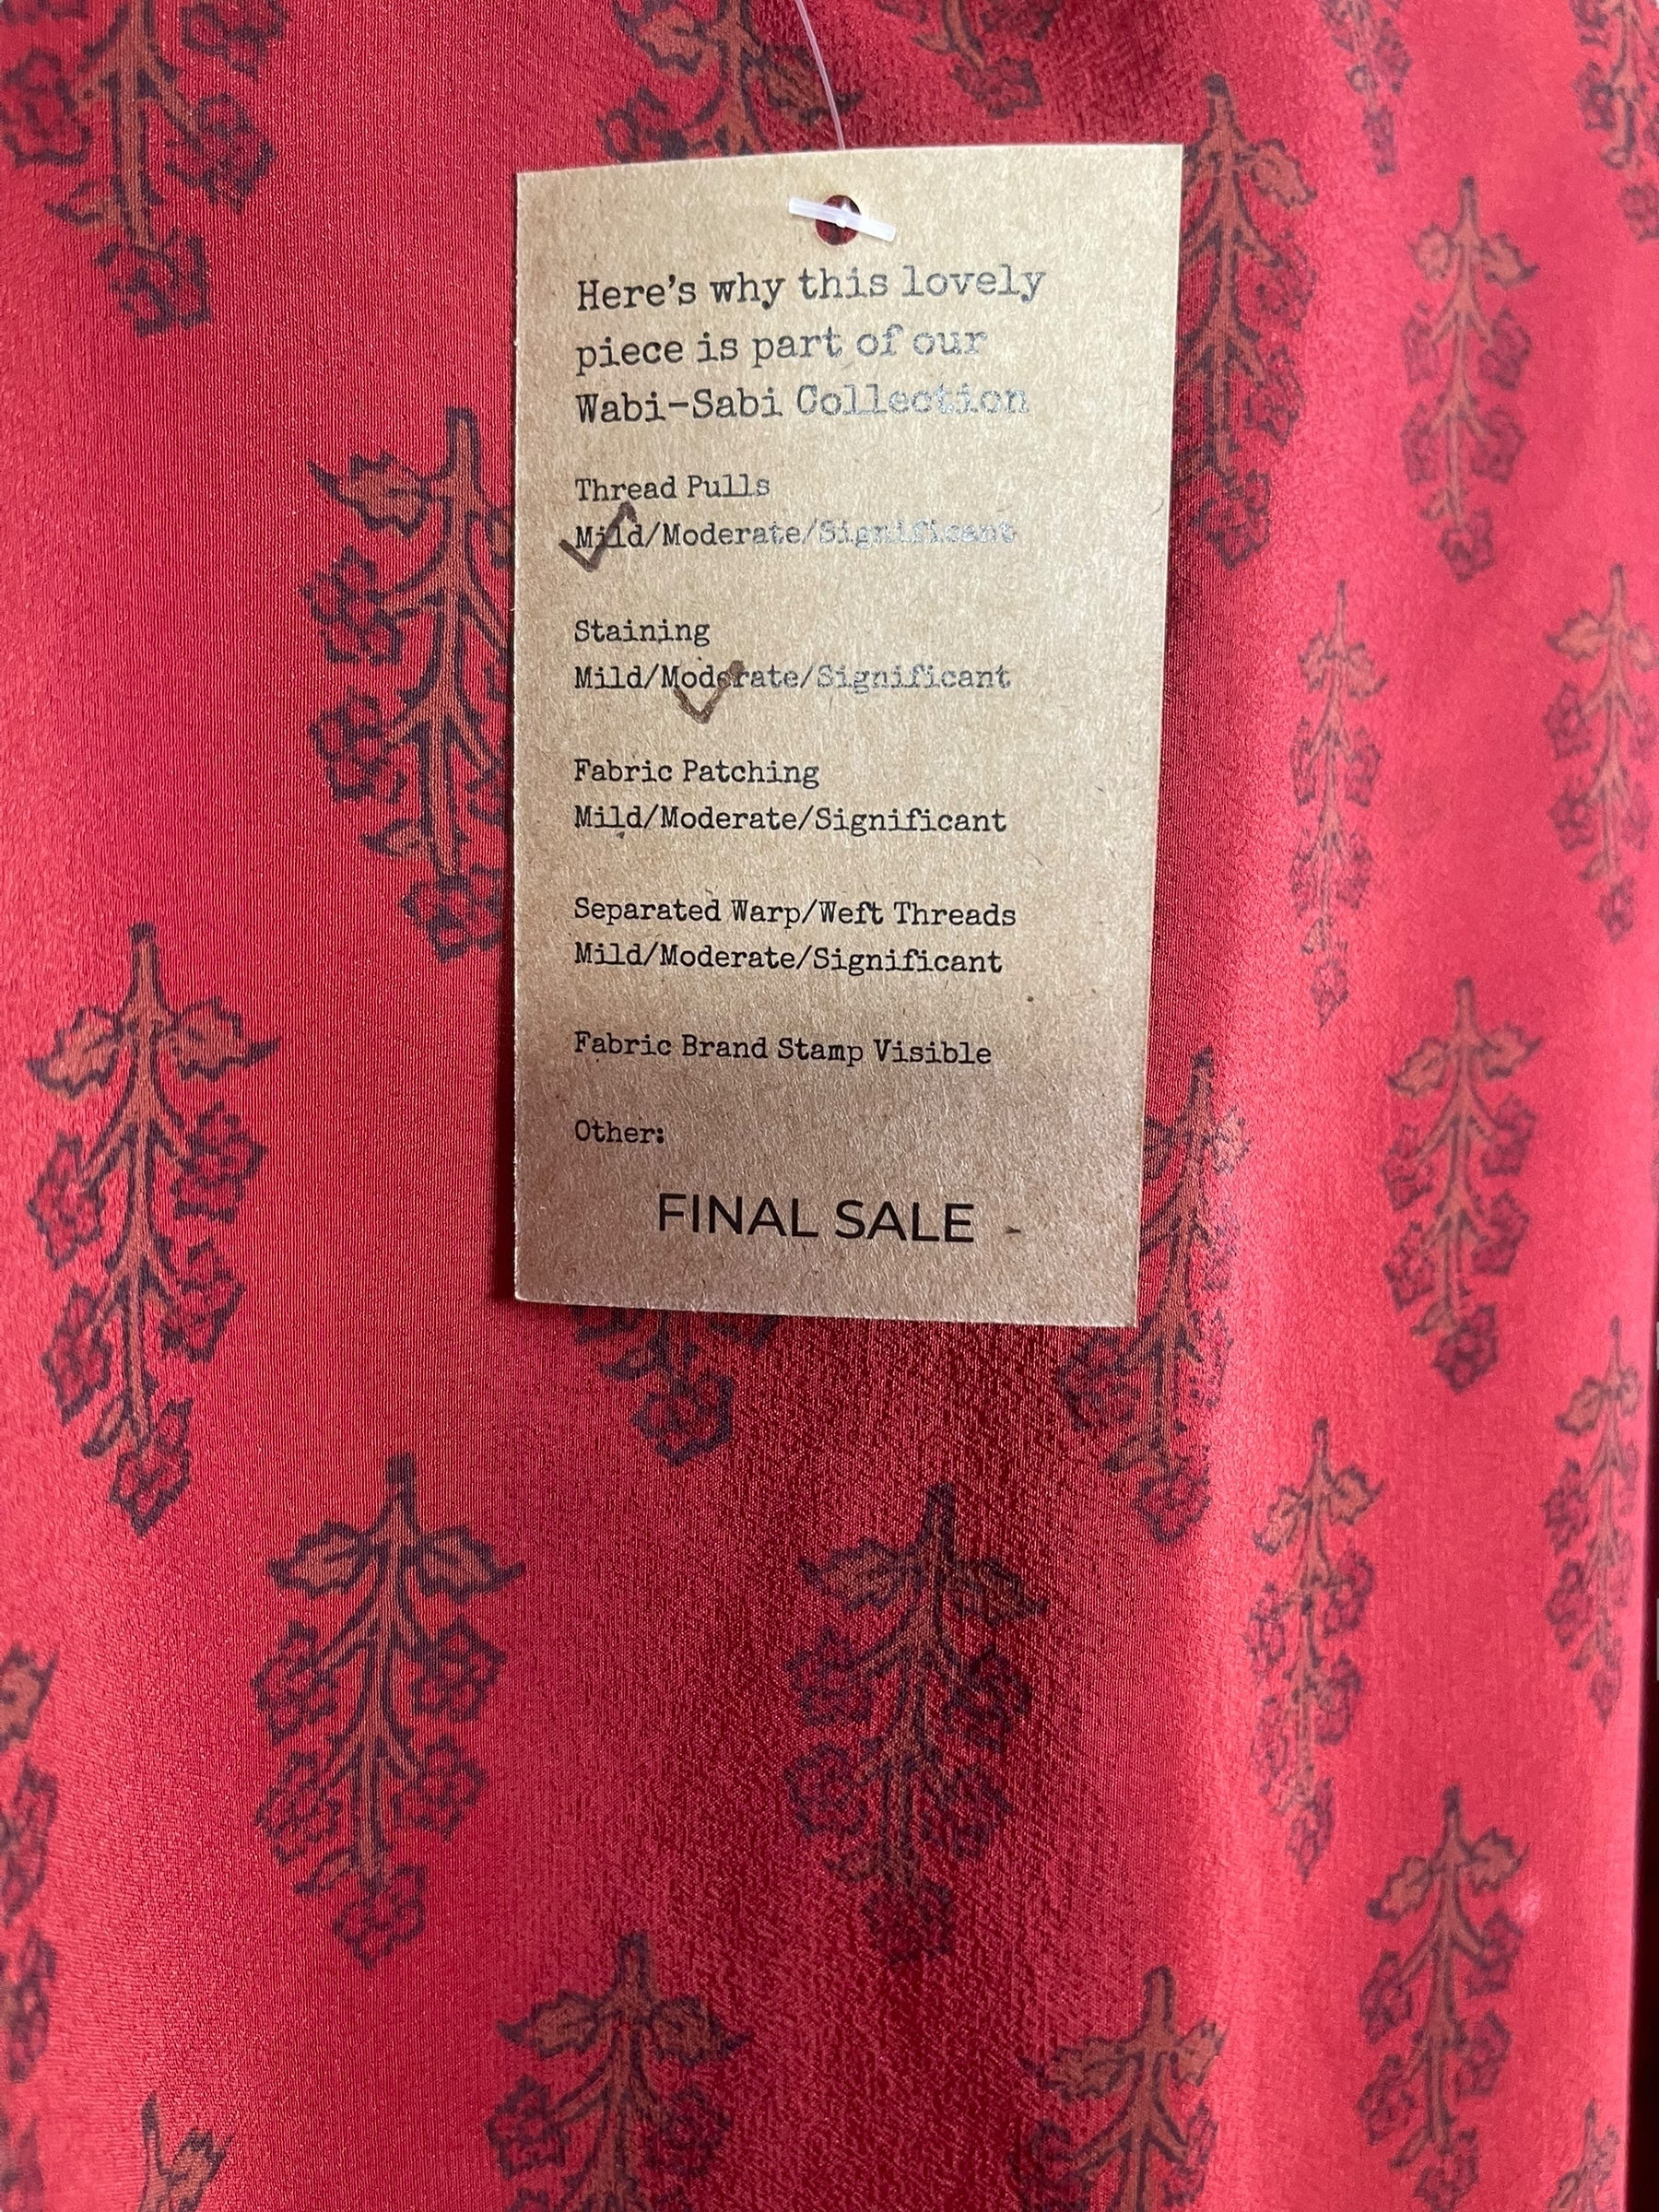 Here's why this lovely
piece is part of our
Wabi-Sabi Collection
Thread Pulls
Mild/Moderate/Significant
Staining
Mild/Moderate/Significant
Fabric Patching
Mild/Moderate/Significant
Separated Warp/Weft Threads
Mild/Moderate/Significant
Fabric Brand Stamp Visible
Other:
FINAL SALE